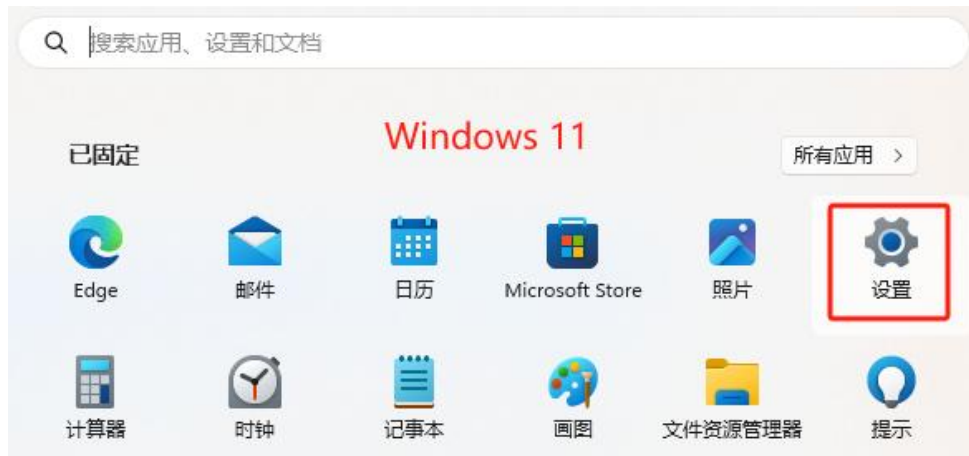 搜索应用、设置和文档
Windows 11
已固定
所有应用 >
Edge
邮件
日历
Microsoft Store
照片
设置
计算器
时钟
记事本
画图
文件资源管理器
提示